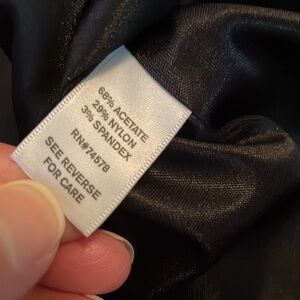 68% ACETATE
29% NYLON
3% SPANDEX
RN#74578
SEE REVERSE
FOR CARE